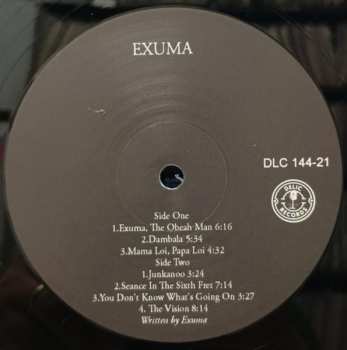 EXUMA
DLC 144-21
DELIC
RECORDS
Side One
1.Exuma, The Obeah Man 6:16
2.Dambala 5:34
3.Mama Loi, Papa Loi 4:32
Side Two
1.Junkanoo 3:24
2.Seance In The Sixth Fret 7:14
3.You Don't Know What's Going On 3:27
4. The Vision 8:14
Written by Exuma